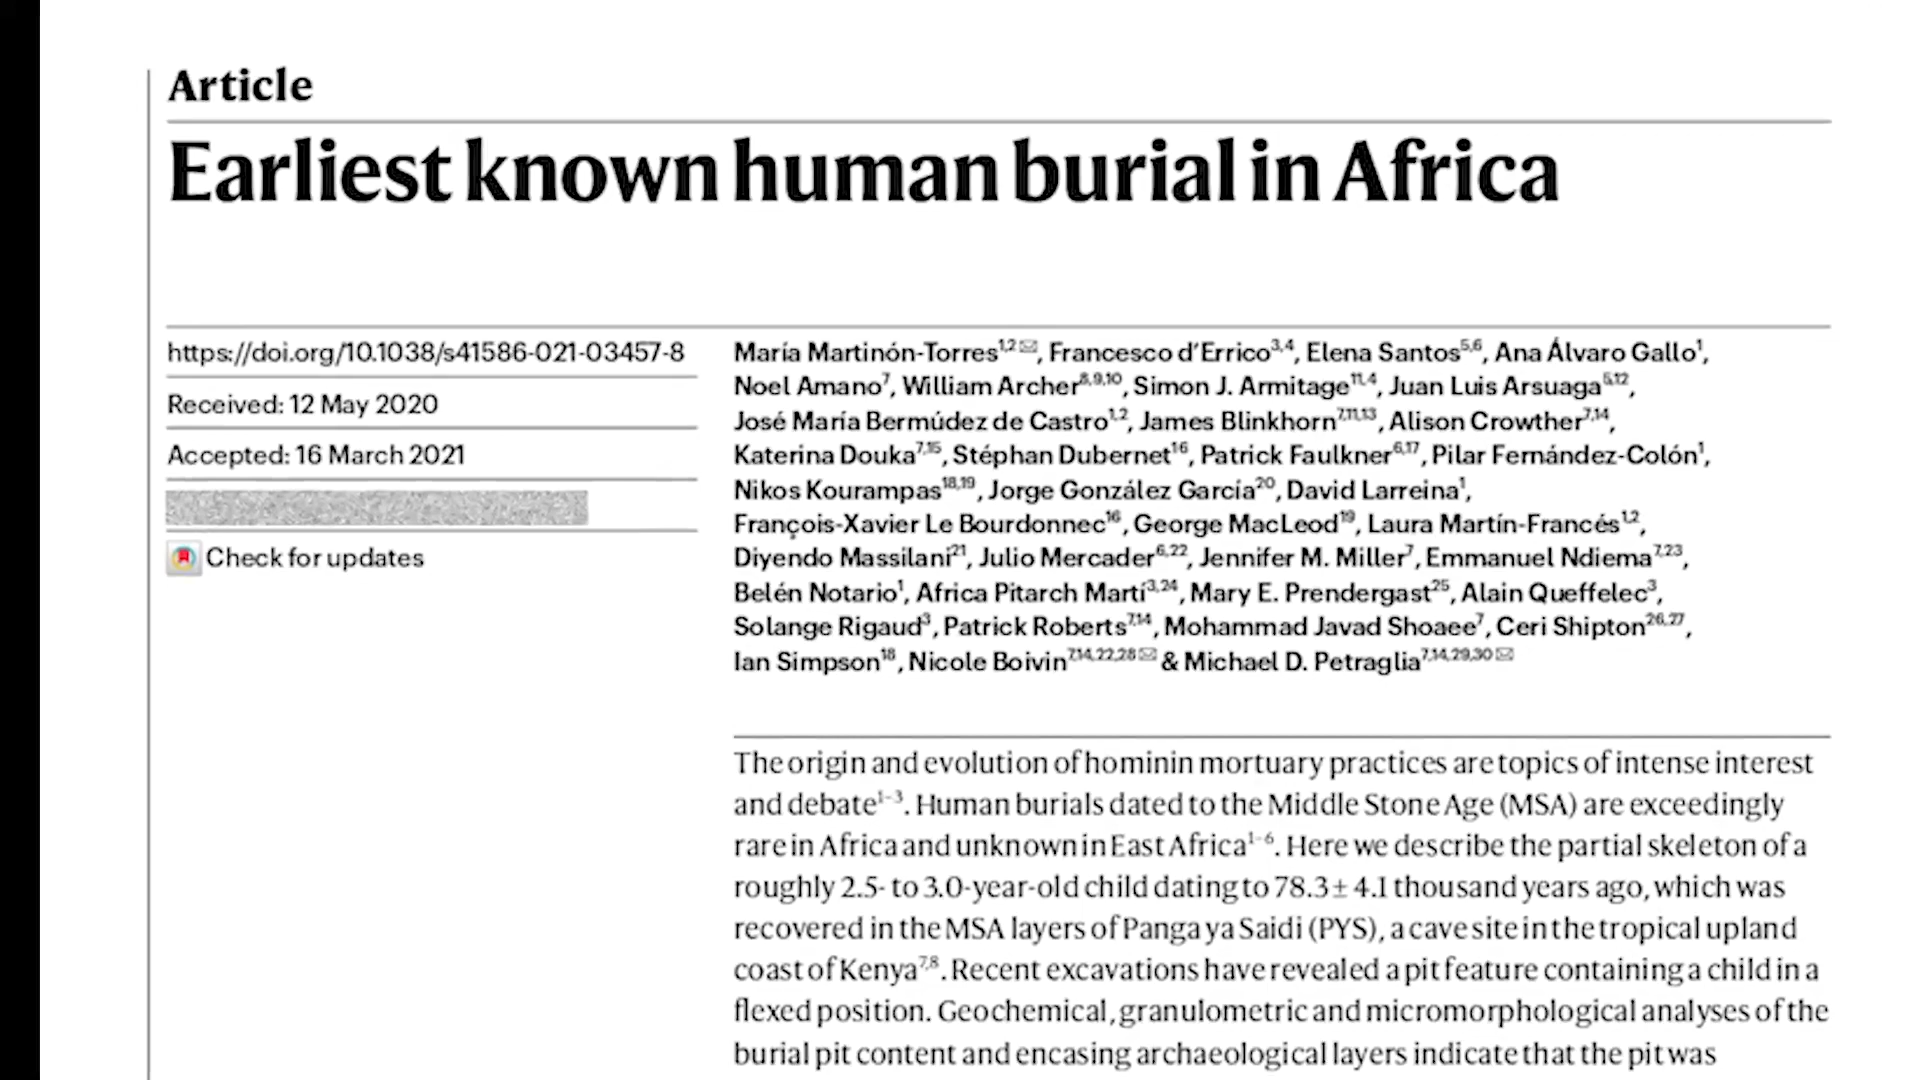 Article
Earliest known human burial in Africa
https://doi.org/10.1038/s41586-021-03457-8
Received: 12 May 2020
Accepted: 16 March 2021
Check for updates
María Martinón-Torres1,2✉, Francesco d'Errico3,4, Elena Santos5,6, Ana Álvaro Gallo1,
Noel Amano7, William Archer8,9,10, Simon J. Armitage11,4, Juan Luis Arsuaga5,12,
José María Bermúdez de Castro1,2, James Blinkhorn7,11,13, Alison Crowther7,14,
Katerina Douka7,15, Stéphan Dubernet16, Patrick Faulkner6,17, Pilar Fernández-Colón1,
Nikos Kourampas18,19, Jorge González García20, David Larreina1,
François-Xavier Le Bourdonnec16, George MacLeod19, Laura Martín-Francés1,2,
Diyendo Massilani21, Julio Mercader6,22, Jennifer M. Miller7, Emmanuel Ndiema7,23,
Belén Notario1, Africa Pitarch Martí3,24, Mary E. Prendergast25, Alain Queffelec3,
Solange Rigaud3, Patrick Roberts7,14, Mohammad Javad Shoaee7, Ceri Shipton26,27,
Ian Simpson18, Nicole Boivin7,14,22,28✉ & Michael D. Petraglia7,14,29,30✉
The origin and evolution of hominin mortuary practices are topics of intense interest
and debate1–3. Human burials dated to the Middle Stone Age (MSA) are exceedingly
rare in Africa and unknown in East Africa1–6. Here we describe the partial skeleton of a
roughly 2.5- to 3.0-year-old child dating to 78.3 ± 4.1 thousand years ago, which was
recovered in the MSA layers of Panga ya Saidi (PYS), a cave site in the tropical upland
coast of Kenya7,8. Recent excavations have revealed a pit feature containing a child in a
flexed position. Geochemical, granulometric and micromorphological analyses of the
burial pit content and encasing archaeological layers indicate that the pit was